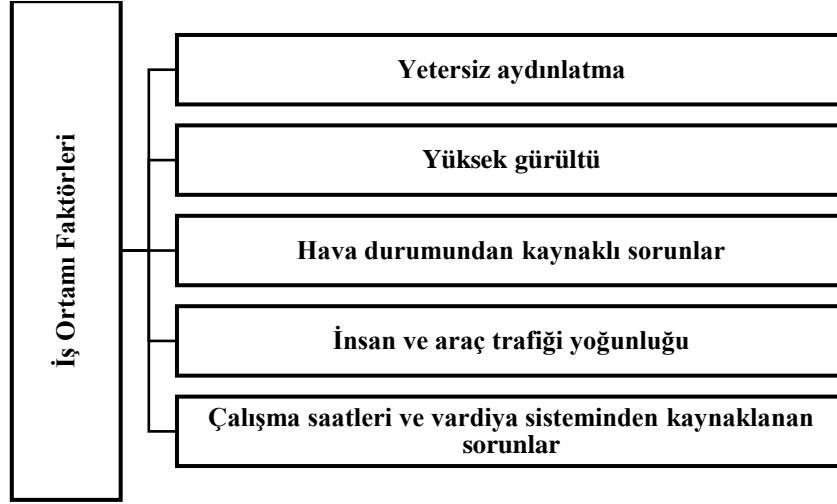 İş Ortamı Faktörleri
Yetersiz aydınlatma
Yüksek gürültü
Hava durumundan kaynaklı sorunlar
İnsan ve araç trafiği yoğunluğu
Çalışma saatleri ve vardiya sisteminden kaynaklanan
sorunlar